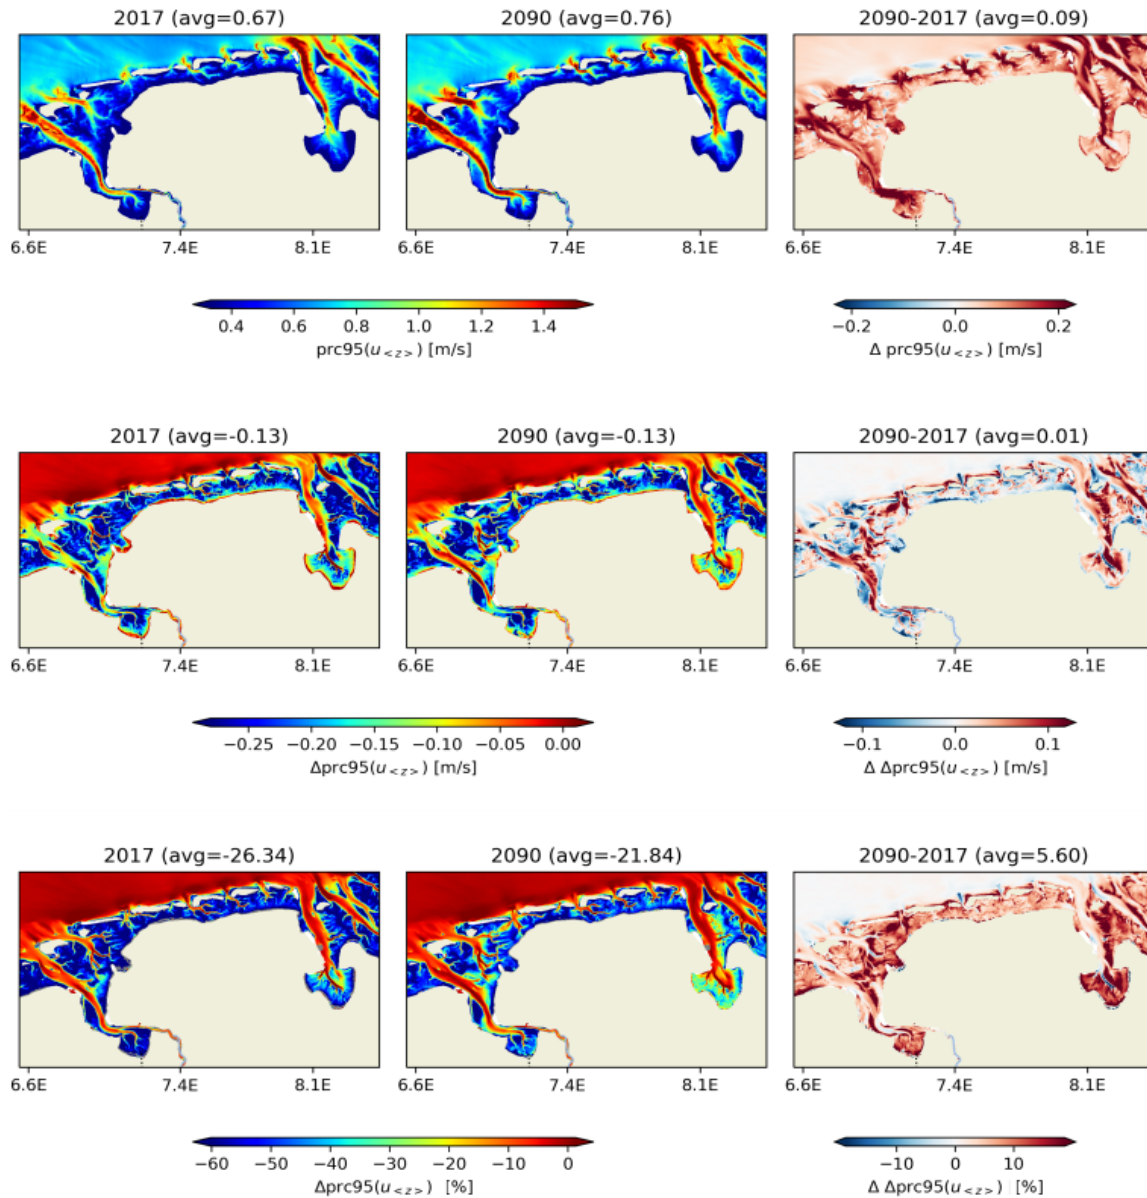 2017 (avg=0.67) 2090 (avg=0.76) 2090-2017 (avg=0.09)
6.6E 7.4E 8.1E 6.6E 7.4E 8.1E 6.6E 7.4E 8.1E
0.4 0.6 0.8 1.0 1.2 1.4 −0.2 0.0 0.2
prc95(u<z>) [m/s] Δ prc95(u<z>) [m/s]
2017 (avg=-0.13) 2090 (avg=-0.13) 2090-2017 (avg=0.01)
6.6E 7.4E 8.1E 6.6E 7.4E 8.1E 6.6E 7.4E 8.1E
−0.25 −0.20 −0.15 −0.10 −0.05 0.00 −0.1 0.0 0.1
Δprc95(u<z>) [m/s] Δ Δprc95(u<z>) [m/s]
2017 (avg=-26.34) 2090 (avg=-21.84) 2090-2017 (avg=5.60)
6.6E 7.4E 8.1E 6.6E 7.4E 8.1E 6.6E 7.4E 8.1E
−60 −50 −40 −30 −20 −10 0 −10 0 10
Δprc95(u<z>) [%] Δ Δprc95(u<z>) [%]